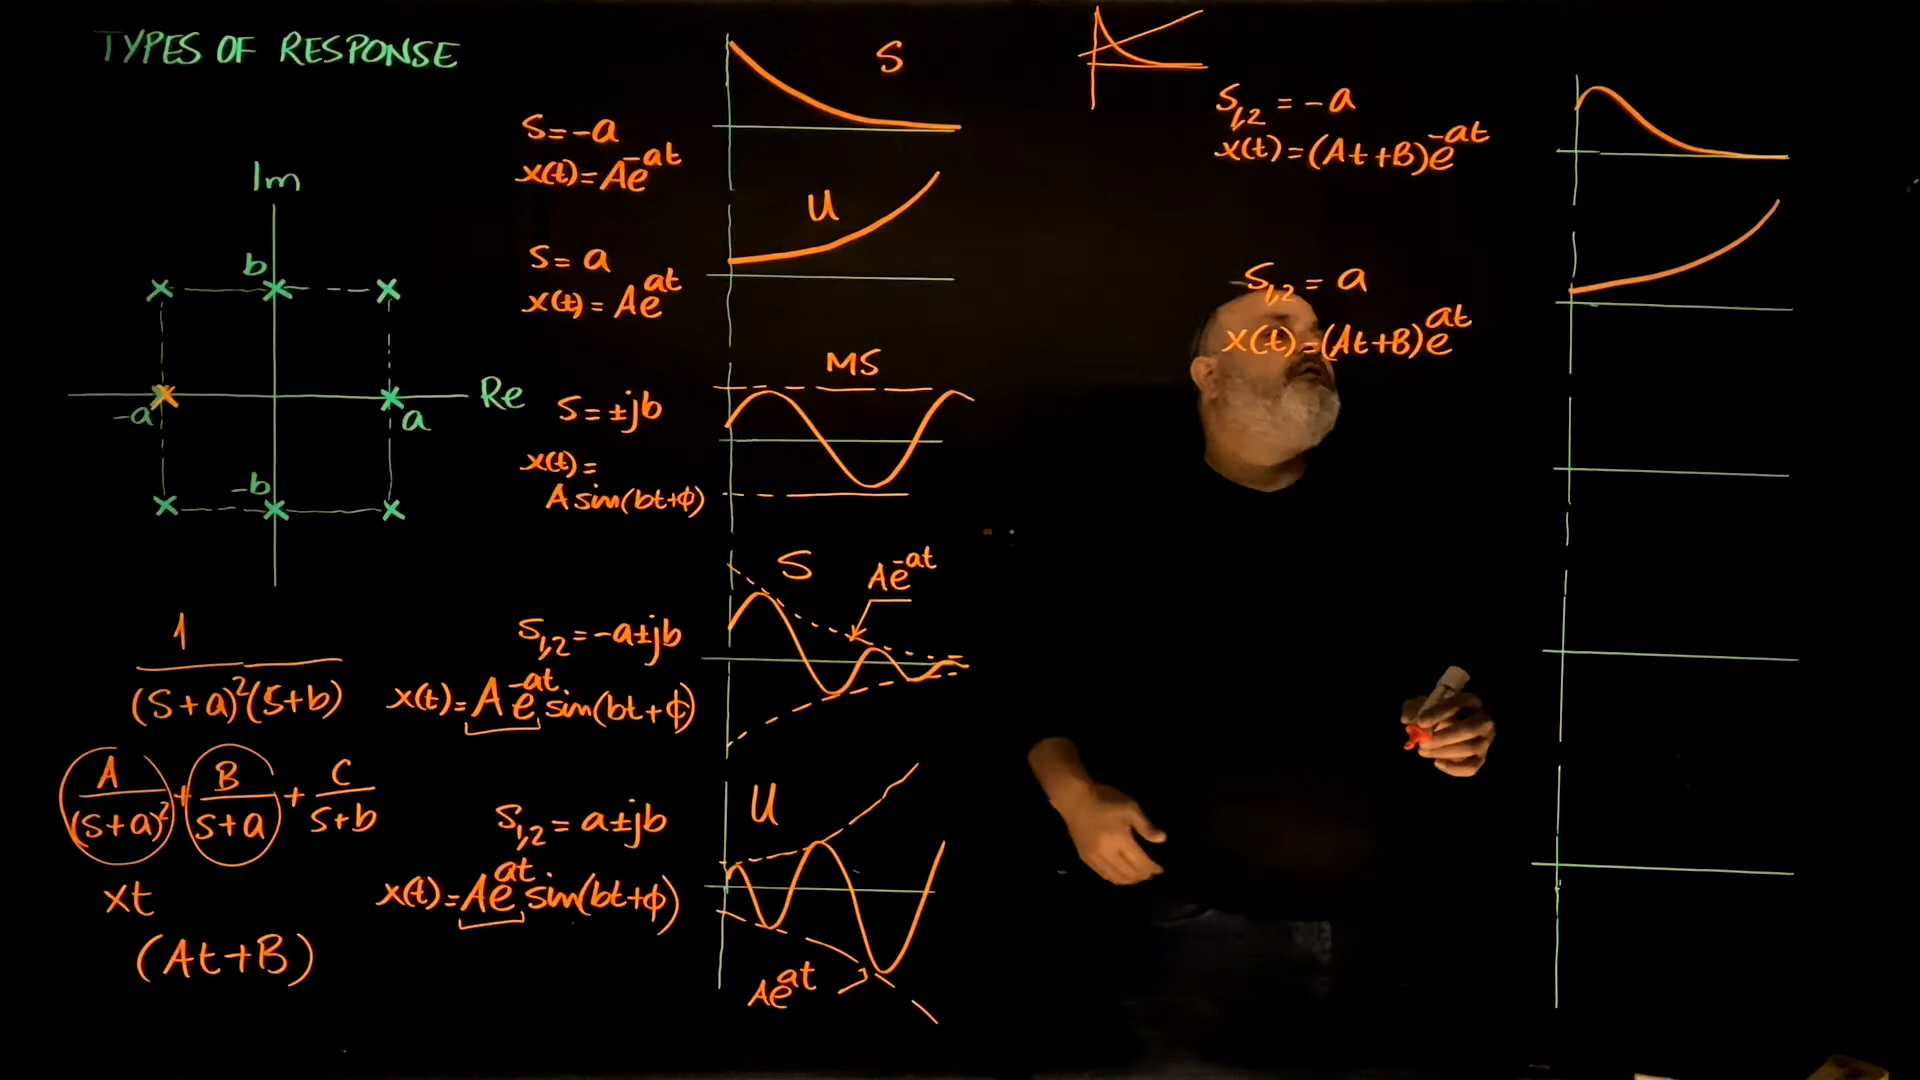 TYPES OF RESPONSE
Im
b
-a
a
Re
-b
1
(s+a)²(s+b)
A/(s+a)² + B/(s+a) + C/(s+b)
xt
(At+B)
S
s=-a
x(t)=Ae^-at
U
s=a
x(t)=Ae^at
MS
s=±jb
x(t)=
A sin(bt+ϕ)
S
Ae^-at
S1,2=-a±jb
x(t)=Ae^-at sin(bt+ϕ)
U
S1,2=a±jb
x(t)=Ae^at sin(bt+ϕ)
Ae^at
S1,2=-a
x(t)=(At+B)e^-at
S1,2=a
x(t)=(At+B)e^at